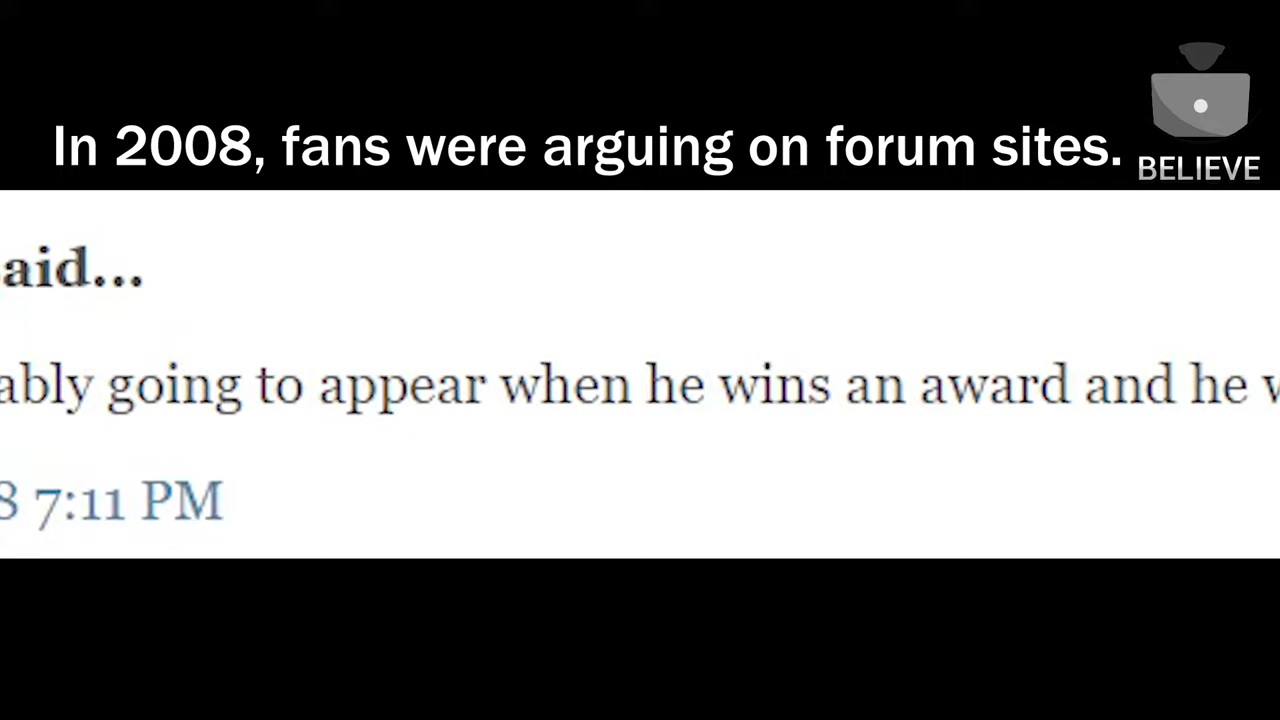 In 2008, fans were arguing on forum sites.
BELIEVE
aid...
ably going to appear when he wins an award and he
8 7:11 PM